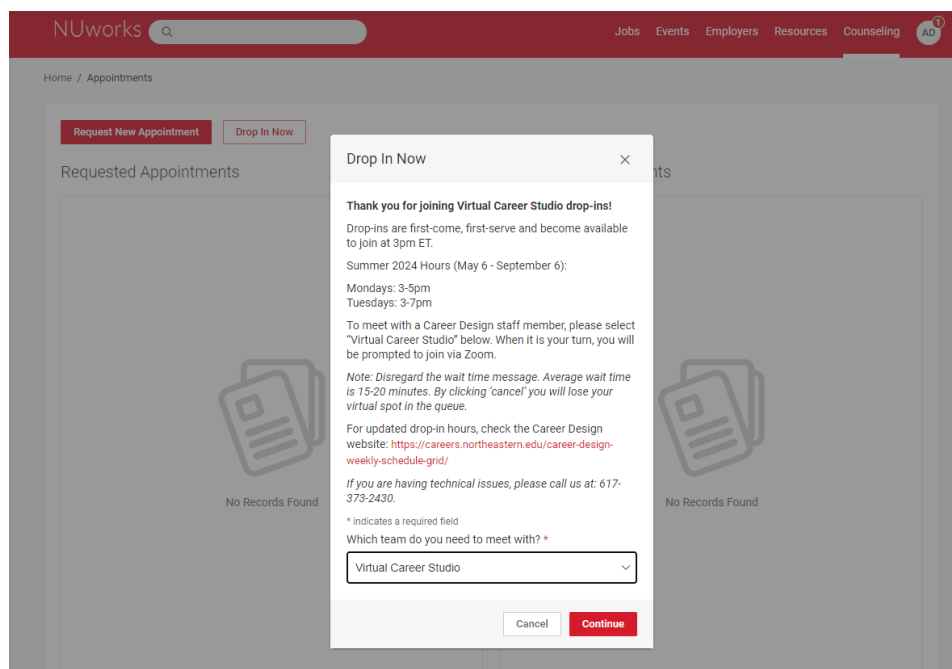 NUworks
Jobs Events Employers Resources Counseling AD 1
Home / Appointments
Request New Appointment Drop In Now
Requested Appointments
nts
No Records Found
No Records Found
Drop In Now
Thank you for joining Virtual Career Studio drop-ins!
Drop-ins are first-come, first-serve and become available
to join at 3pm ET.
Summer 2024 Hours (May 6 - September 6):
Mondays: 3-5pm
Tuesdays: 3-7pm
To meet with a Career Design staff member, please select
“Virtual Career Studio” below. When it is your turn, you will
be prompted to join via Zoom.
Note: Disregard the wait time message. Average wait time
is 15-20 minutes. By clicking ‘cancel’ you will lose your
virtual spot in the queue.
For updated drop-in hours, check the Career Design
website: https://careers.northeastern.edu/career-design-
weekly-schedule-grid/
If you are having technical issues, please call us at: 617-
373-2430.
* indicates a required field
Which team do you need to meet with? *
Virtual Career Studio
Cancel Continue